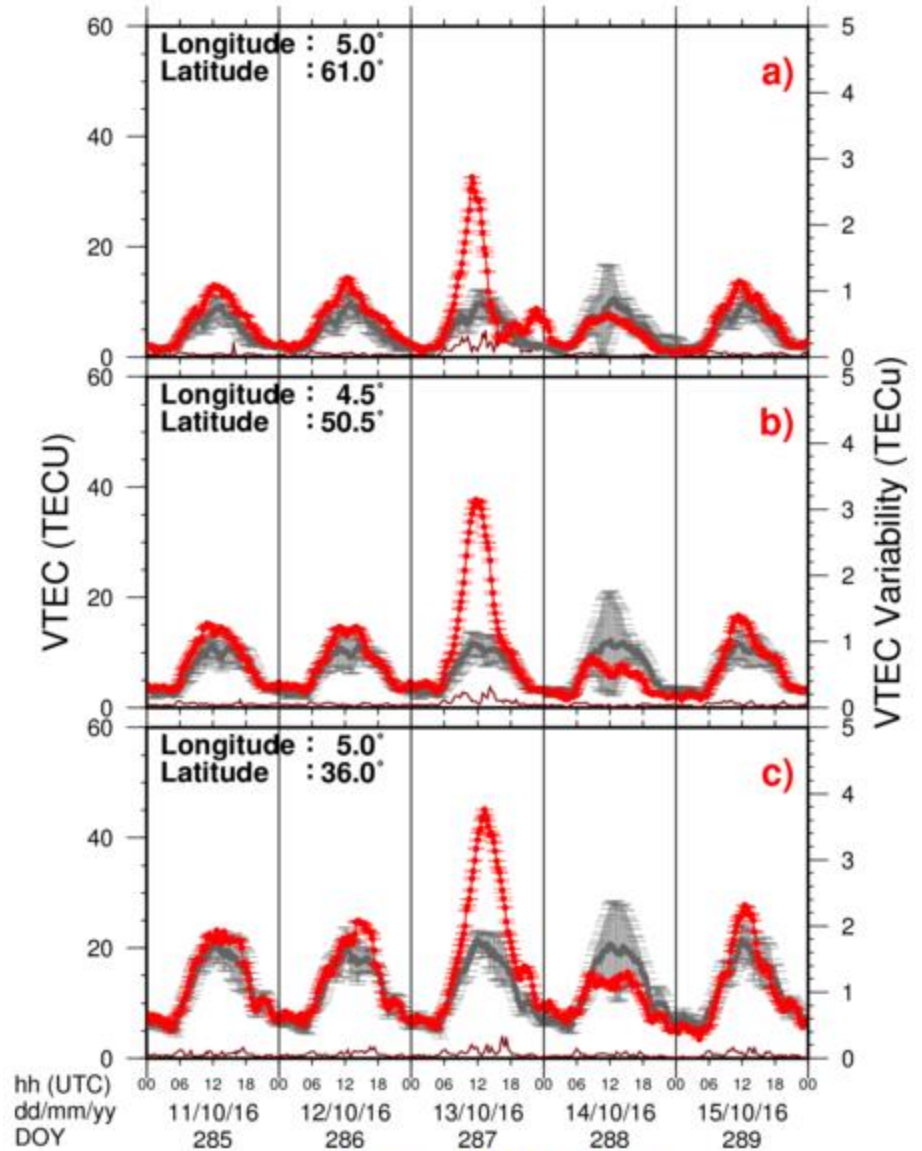 60
40
20
0
Longitude : 5.0°
Latitude : 61.0°
a)
5
4
3
2
1
0
60
40
20
0
Longitude : 4.5°
Latitude : 50.5°
b)
5
4
3
2
1
0
60
40
20
0
Longitude : 5.0°
Latitude : 36.0°
c)
5
4
3
2
1
0
VTEC (TECU)
VTEC Variability (TECu)
hh (UTC) 00 06 12 18 00 06 12 18 00 06 12 18 00 06 12 18 00 06 12 18 00
dd/mm/yy 11/10/16 12/10/16 13/10/16 14/10/16 15/10/16
DOY 285 286 287 288 289